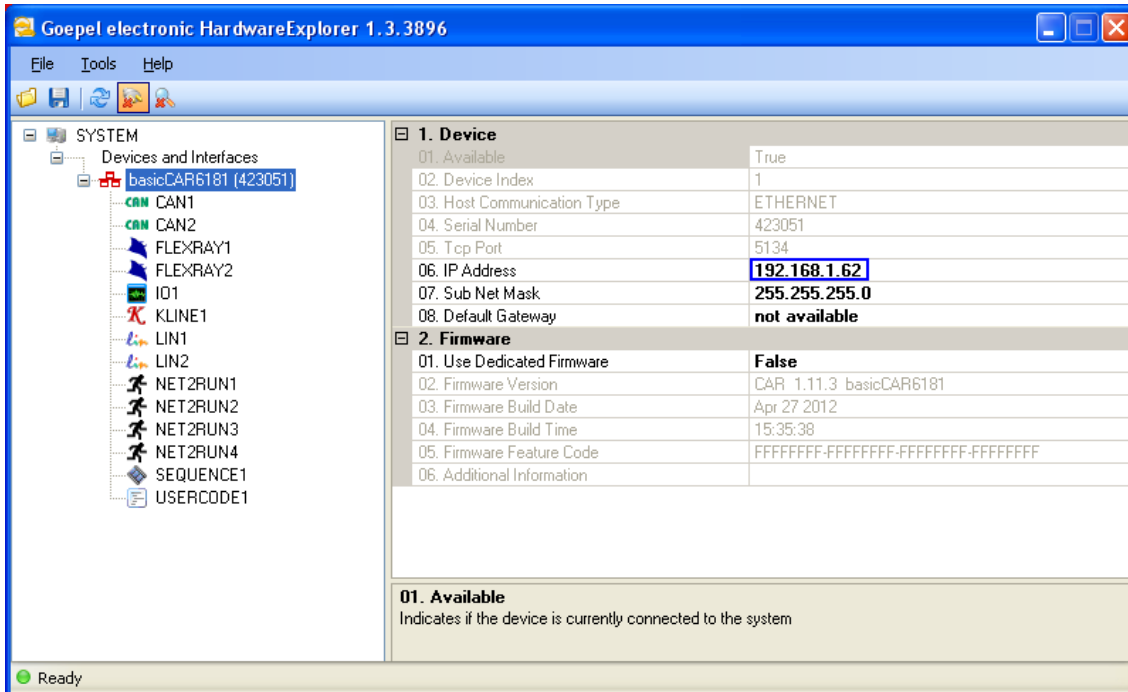 Goepel electronic HardwareExplorer 1.3.3896
File Tools Help
SYSTEM
Devices and Interfaces
basicCAR6181 (423051)
CAN CAN1
CAN CAN2
FLEXRAY1
FLEXRAY2
IO1
K KLINE1
Lin LIN1
Lin LIN2
NET2RUN1
NET2RUN2
NET2RUN3
NET2RUN4
SEQUENCE1
USERCODE1
1. Device
01. Available True
02. Device Index 1
03. Host Communication Type ETHERNET
04. Serial Number 423051
05. Tcp Port 5134
06. IP Address 192.168.1.62
07. Sub Net Mask 255.255.255.0
08. Default Gateway not available
2. Firmware
01. Use Dedicated Firmware False
02. Firmware Version CAR 1.11.3 basicCAR6181
03. Firmware Build Date Apr 27 2012
04. Firmware Build Time 15:35:38
05. Firmware Feature Code FFFFFFFF-FFFFFFFF-FFFFFFFF-FFFFFFFF
06. Additional Information
01. Available
Indicates if the device is currently connected to the system
Ready